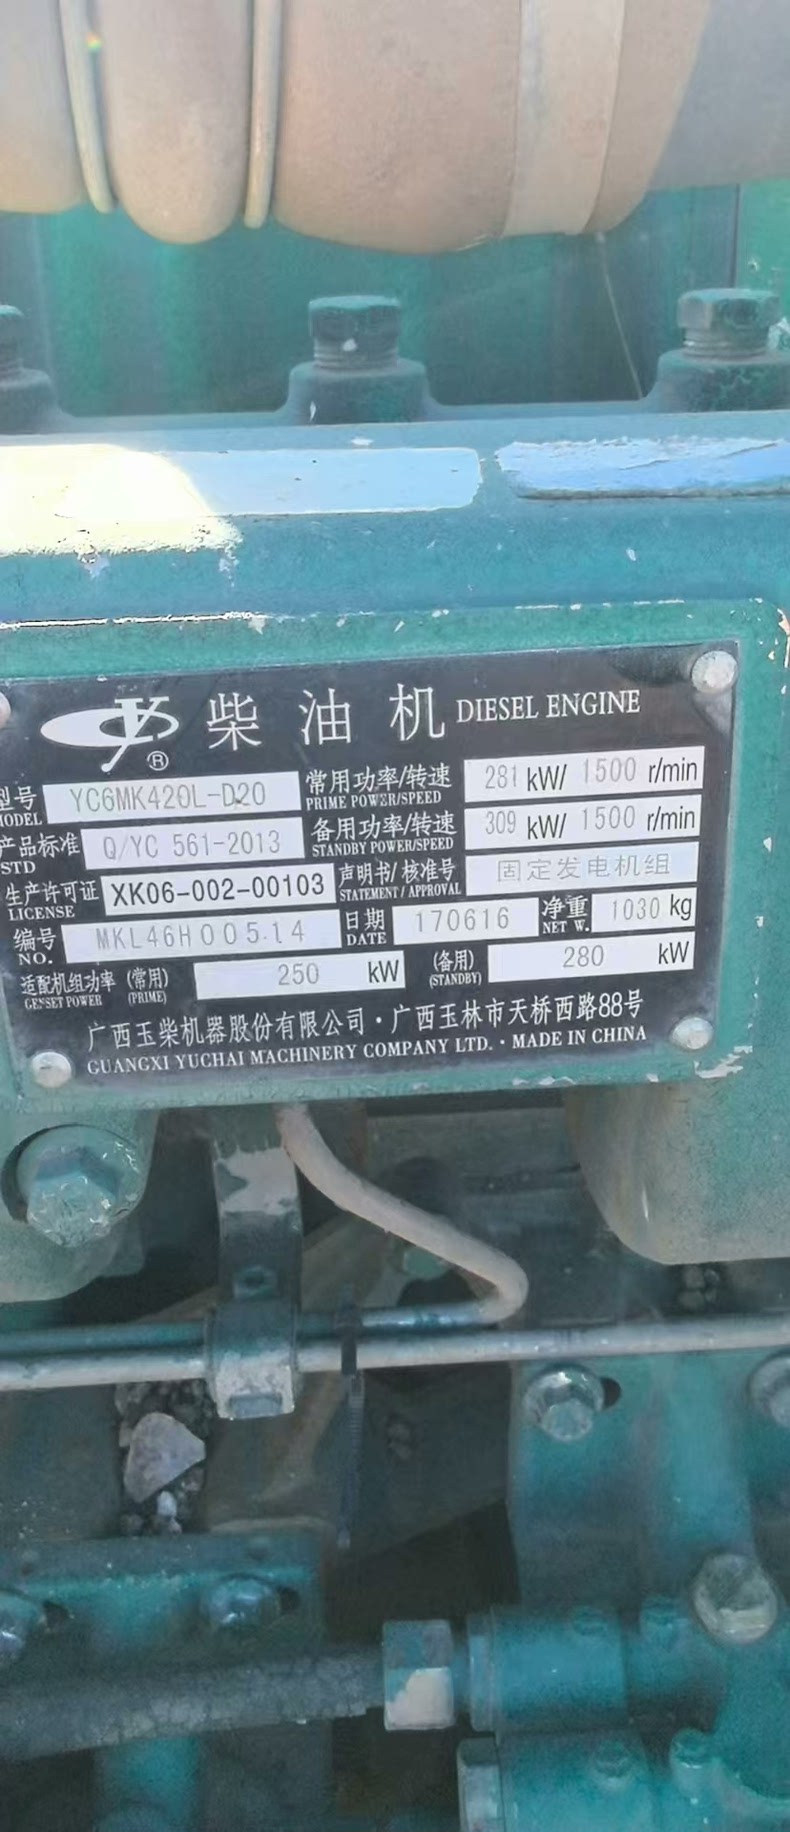 柴油机 DIESEL ENGINE
型号 MODEL YC6MK420L-D20 常用功率/转速 PRIME POWER/SPEED 281 kW/ 1500 r/min
产品标准 STD Q/YC 561-2013 备用功率/转速 STANDBY POWER/SPEED 309 kW/ 1500 r/min
生产许可证 LICENSE XK06-002-00103 声明书/核准号 STATEMENT/APPROVAL 固定发电机组
编号 NO. MKL46H00514 日期 DATE 170616 净重 NET W. 1030 kg
适配机组功率 GENSET POWER (常用) (PRIME) 250 kW (备用) (STANDBY) 280 kW
广西玉柴机器股份有限公司·广西玉林市天桥西路88号
GUANGXI YUCHAI MACHINERY COMPANY LTD.·MADE IN CHINA